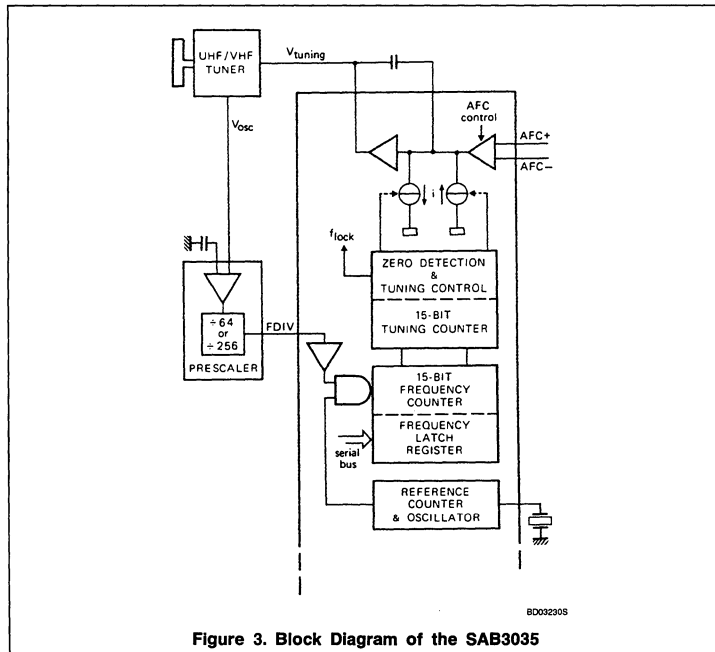 UHF/VHF
TUNER
Vtuning
Vosc
AFC
control
AFC+
AFC−
i
flock
ZERO DETECTION
&
TUNING CONTROL
15-BIT
TUNING COUNTER
÷64
or
÷256
PRESCALER
FDIV
15-BIT
FREQUENCY
COUNTER
FREQUENCY
LATCH
REGISTER
serial
bus
REFERENCE
COUNTER
& OSCILLATOR
BD03230S
Figure 3. Block Diagram of the SAB3035